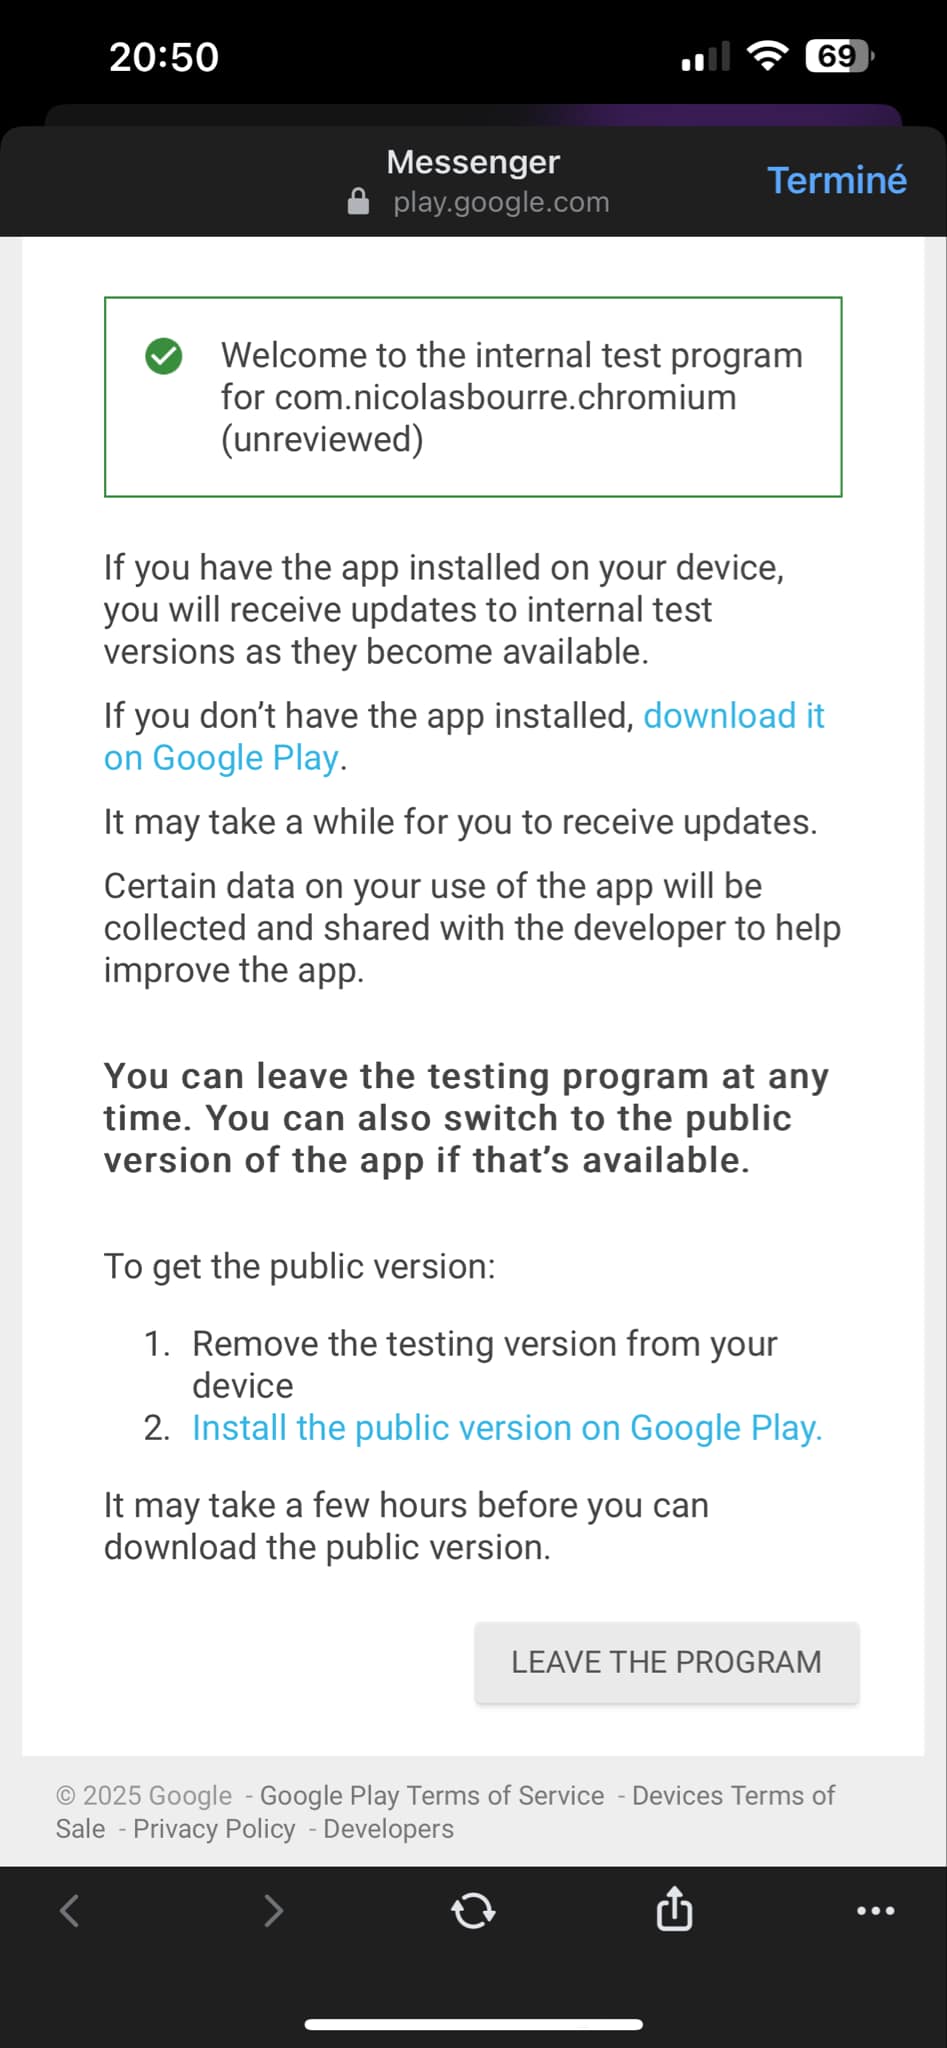 20:50
69
Messenger
play.google.com
Terminé
Welcome to the internal test program
for com.nicolasbourre.chromium
(unreviewed)
If you have the app installed on your device,
you will receive updates to internal test
versions as they become available.
If you don’t have the app installed, download it
on Google Play.
It may take a while for you to receive updates.
Certain data on your use of the app will be
collected and shared with the developer to help
improve the app.
You can leave the testing program at any
time. You can also switch to the public
version of the app if that’s available.
To get the public version:
1. Remove the testing version from your
device
2. Install the public version on Google Play.
It may take a few hours before you can
download the public version.
LEAVE THE PROGRAM
© 2025 Google - Google Play Terms of Service - Devices Terms of
Sale - Privacy Policy - Developers